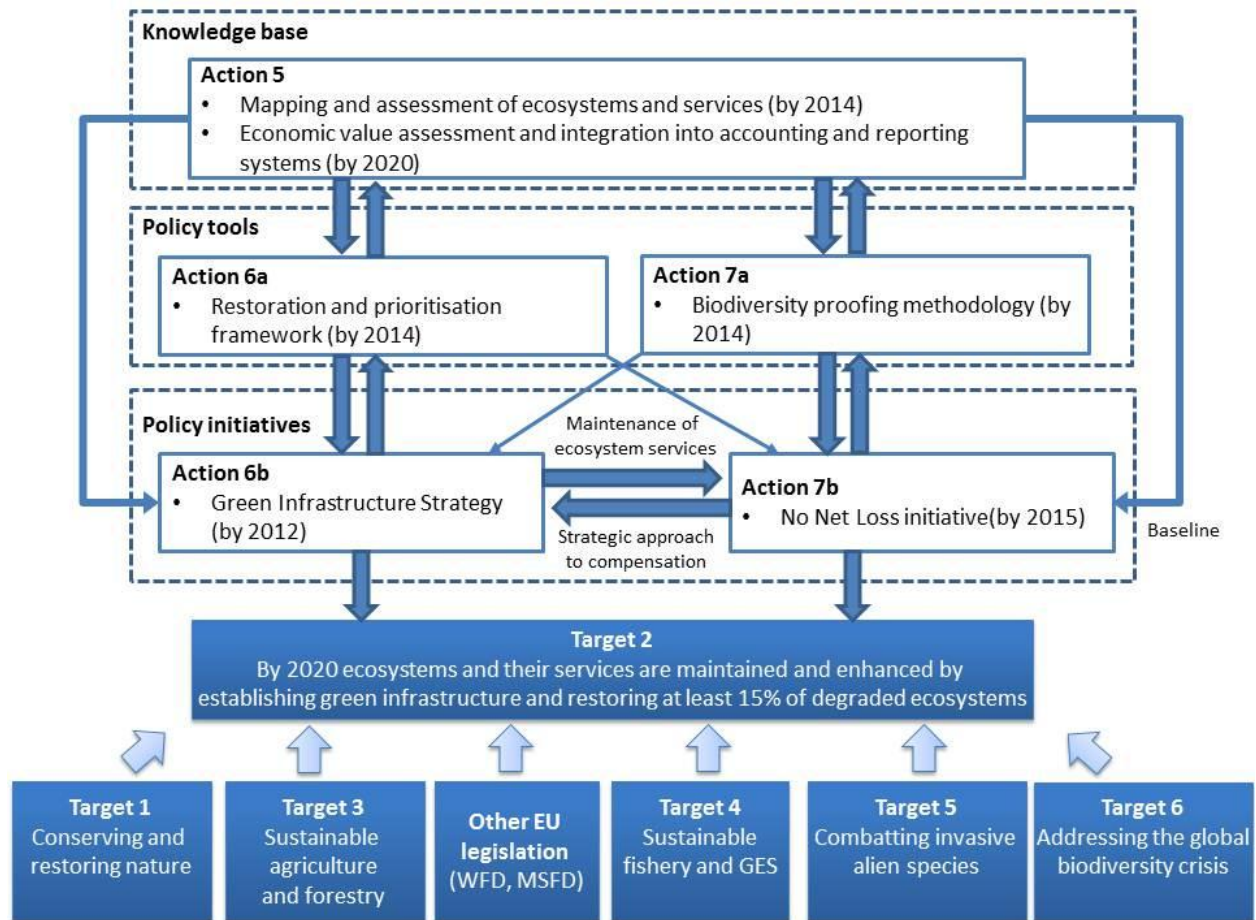 Knowledge base
Action 5
• Mapping and assessment of ecosystems and services (by 2014)
• Economic value assessment and integration into accounting and reporting
systems (by 2020)
Policy tools
Action 6a
• Restoration and prioritisation
framework (by 2014)
Action 7a
• Biodiversity proofing methodology (by
2014)
Policy initiatives
Maintenance of
ecosystem services
Action 6b
• Green Infrastructure Strategy
(by 2012)
Action 7b
• No Net Loss initiative(by 2015)
Strategic approach
to compensation
Baseline
Target 2
By 2020 ecosystems and their services are maintained and enhanced by
establishing green infrastructure and restoring at least 15% of degraded ecosystems
Target 1
Conserving and
restoring nature
Target 3
Sustainable
agriculture
and forestry
Other EU
legislation
(WFD, MSFD)
Target 4
Sustainable
fishery and GES
Target 5
Combatting invasive
alien species
Target 6
Addressing the global
biodiversity crisis